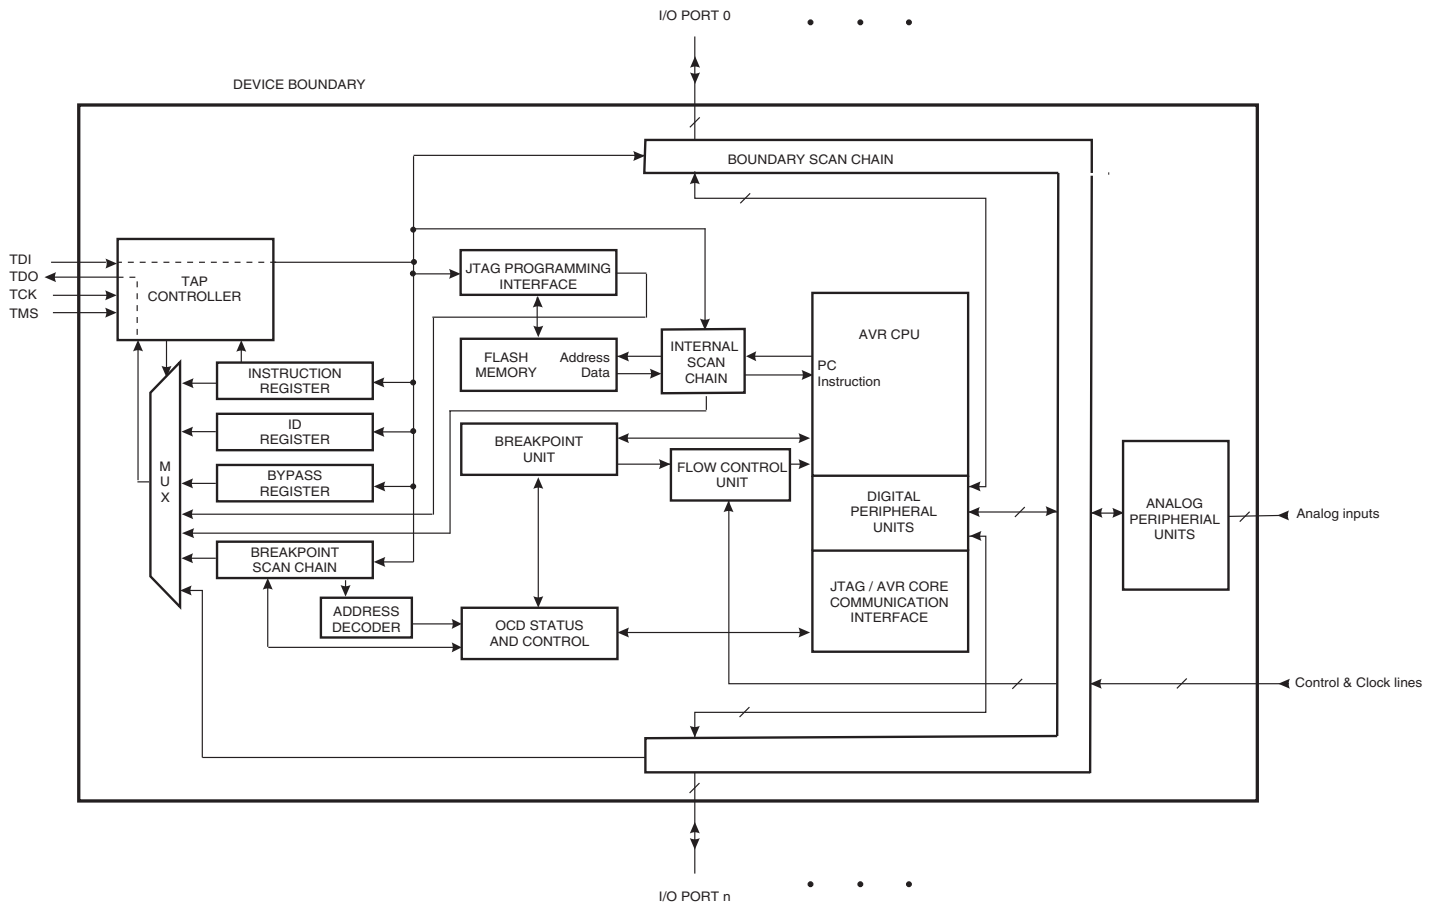 I/O PORT 0
DEVICE BOUNDARY
BOUNDARY SCAN CHAIN
TDI
TDO
TCK
TMS
TAP
CONTROLLER
JTAG PROGRAMMING
INTERFACE
FLASH
MEMORY
Address
Data
INTERNAL
SCAN
CHAIN
AVR CPU
PC
Instruction
INSTRUCTION
REGISTER
ID
REGISTER
BYPASS
REGISTER
M
U
X
BREAKPOINT
UNIT
FLOW CONTROL
UNIT
DIGITAL
PERIPHERAL
UNITS
ANALOG
PERIPHERIAL
UNITS
Analog inputs
BREAKPOINT
SCAN CHAIN
ADDRESS
DECODER
OCD STATUS
AND CONTROL
JTAG / AVR CORE
COMMUNICATION
INTERFACE
Control & Clock lines
I/O PORT n